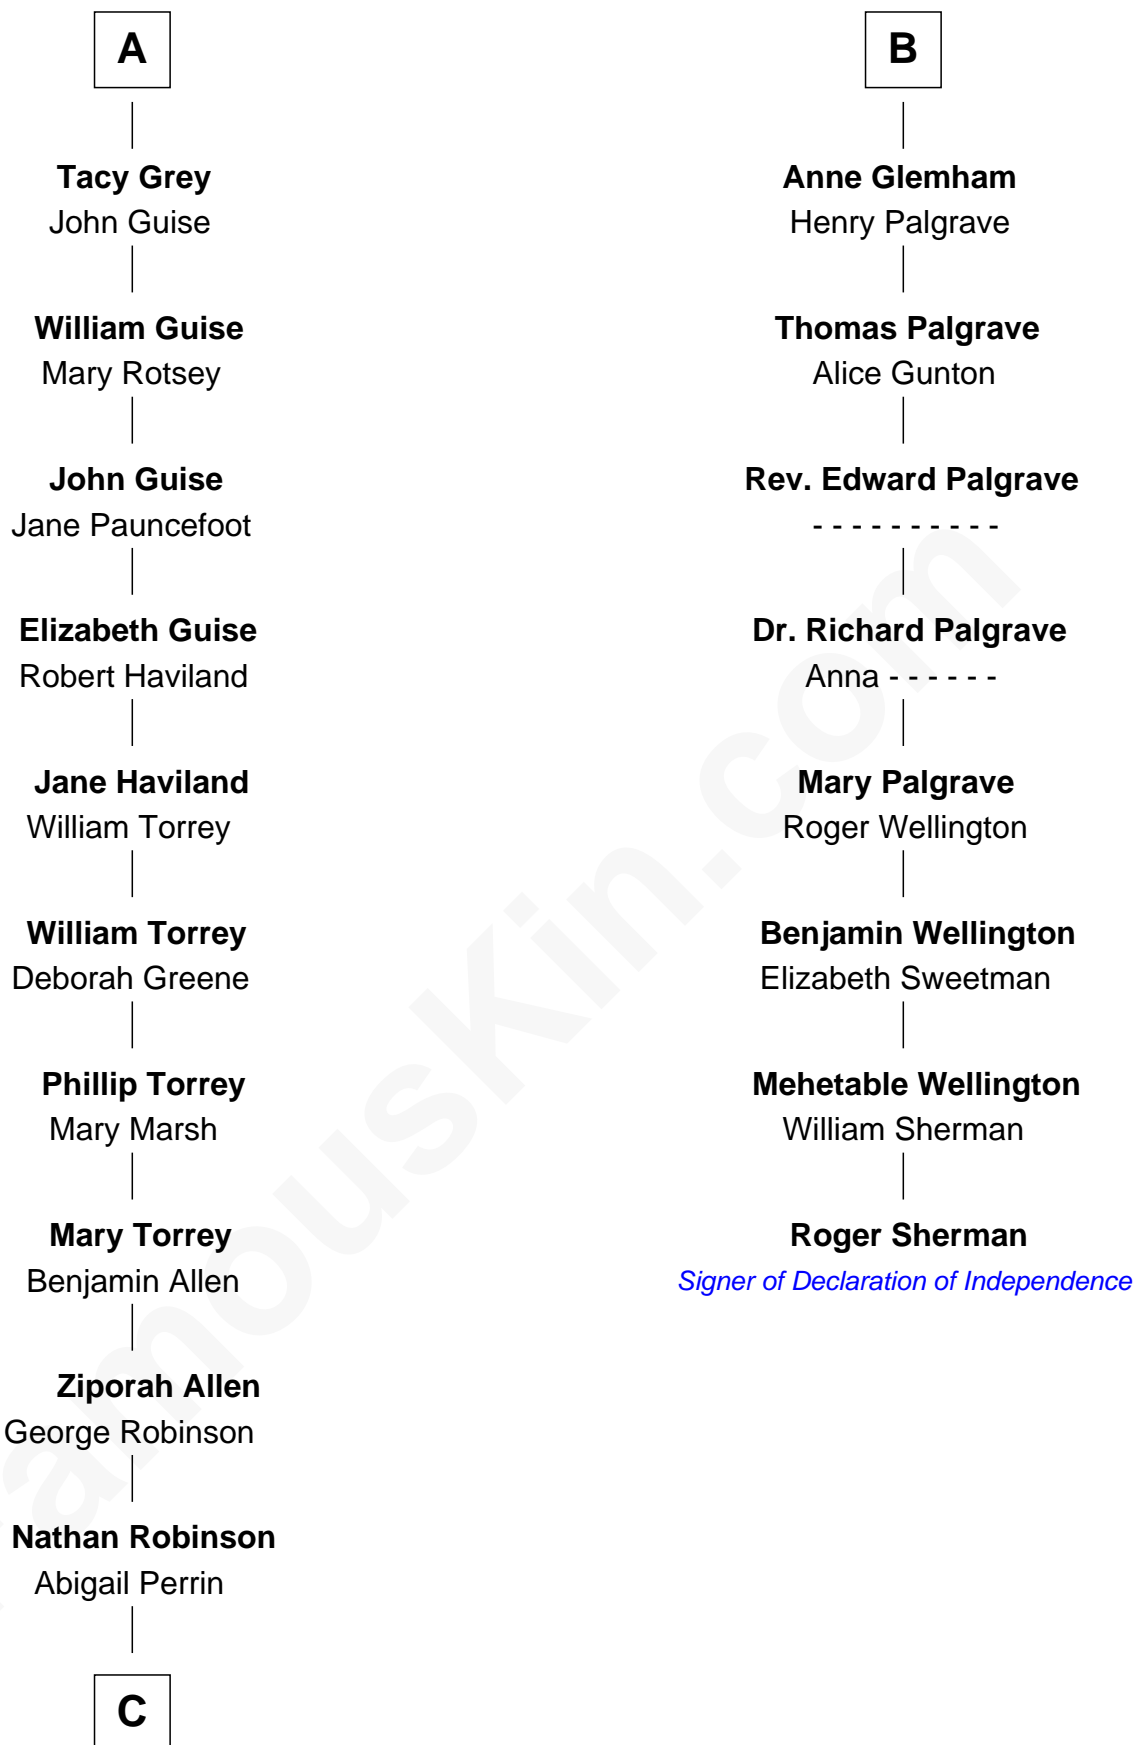 A
Tacy Grey
John Guise
William Guise
Mary Rotsey
John Guise
Jane Pauncefoot
Elizabeth Guise
Robert Haviland
Jane Haviland
William Torrey
William Torrey
Deborah Greene
Phillip Torrey
Mary Marsh
Mary Torrey
Benjamin Allen
Ziporah Allen
George Robinson
Nathan Robinson
Abigail Perrin
C
B
Anne Glemham
Henry Palgrave
Thomas Palgrave
Alice Gunton
Rev. Edward Palgrave
- - - - - - - - - -
Dr. Richard Palgrave
Anna - - - - - -
Mary Palgrave
Roger Wellington
Benjamin Wellington
Elizabeth Sweetman
Mehetable Wellington
William Sherman
Roger Sherman
Signer of Declaration of Independence
FamousKin.com